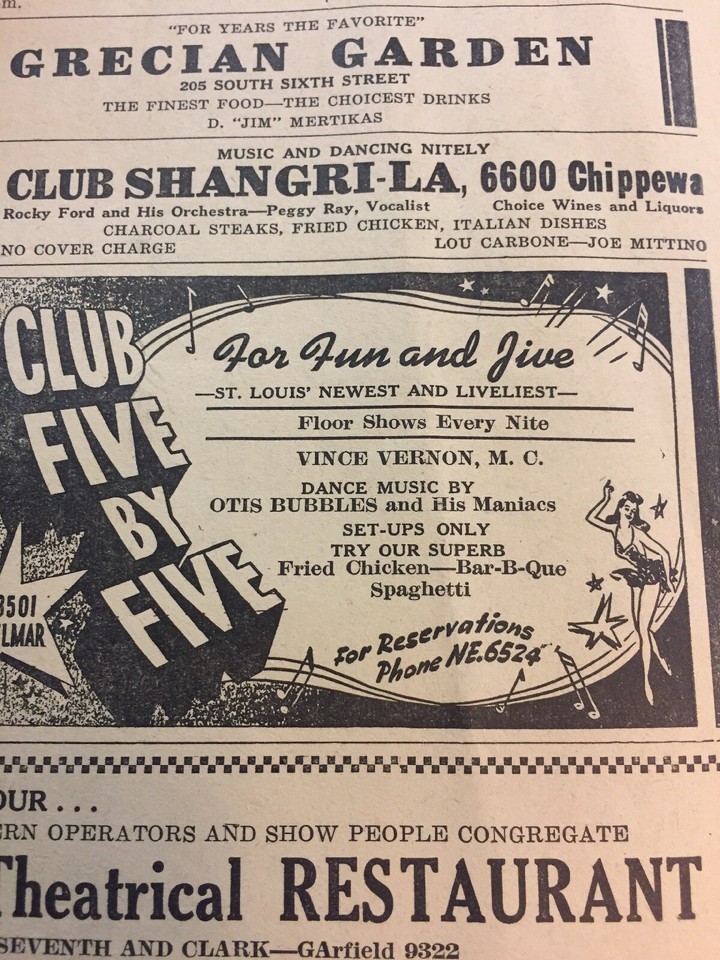 m.
"FOR YEARS THE FAVORITE"
GRECIAN GARDEN
205 SOUTH SIXTH STREET
THE FINEST FOOD—THE CHOICEST DRINKS
D. "JIM" MERTIKAS
MUSIC AND DANCING NITELY
CLUB SHANGRI-LA, 6600 Chippewa
Rocky Ford and His Orchestra—Peggy Ray, Vocalist Choice Wines and Liquors
CHARCOAL STEAKS, FRIED CHICKEN, ITALIAN DISHES
NO COVER CHARGE LOU CARBONE—JOE MITTINO
CLUB
FIVE
BY
FIVE
3501
ELMAR
For Fun and Jive
—ST. LOUIS' NEWEST AND LIVELIEST—
Floor Shows Every Nite
VINCE VERNON, M. C.
DANCE MUSIC BY
OTIS BUBBLES and His Maniacs
SET-UPS ONLY
TRY OUR SUPERB
Fried Chicken—Bar-B-Que
Spaghetti
For Reservations
Phone NE.6524
OUR . . .
ERN OPERATORS AND SHOW PEOPLE CONGREGATE
Theatrical RESTAURANT
SEVENTH AND CLARK—GArfield 9322